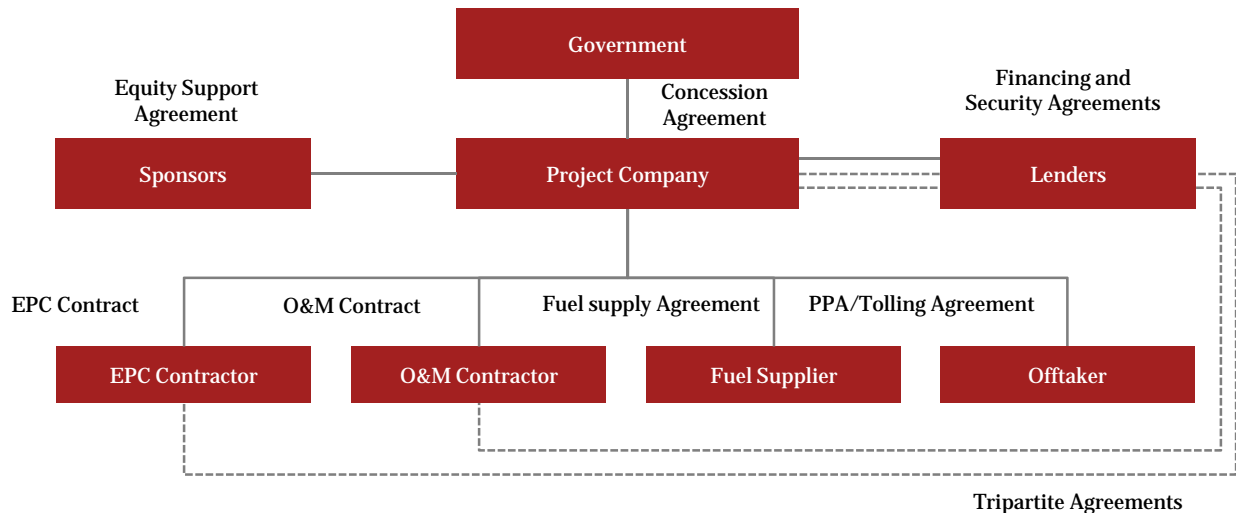 Government
Equity Support
Agreement
Concession
Agreement
Financing and
Security Agreements
Sponsors
Project Company
Lenders
EPC Contract
O&M Contract
Fuel supply Agreement
PPA/Tolling Agreement
EPC Contractor
O&M Contractor
Fuel Supplier
Offtaker
Tripartite Agreements